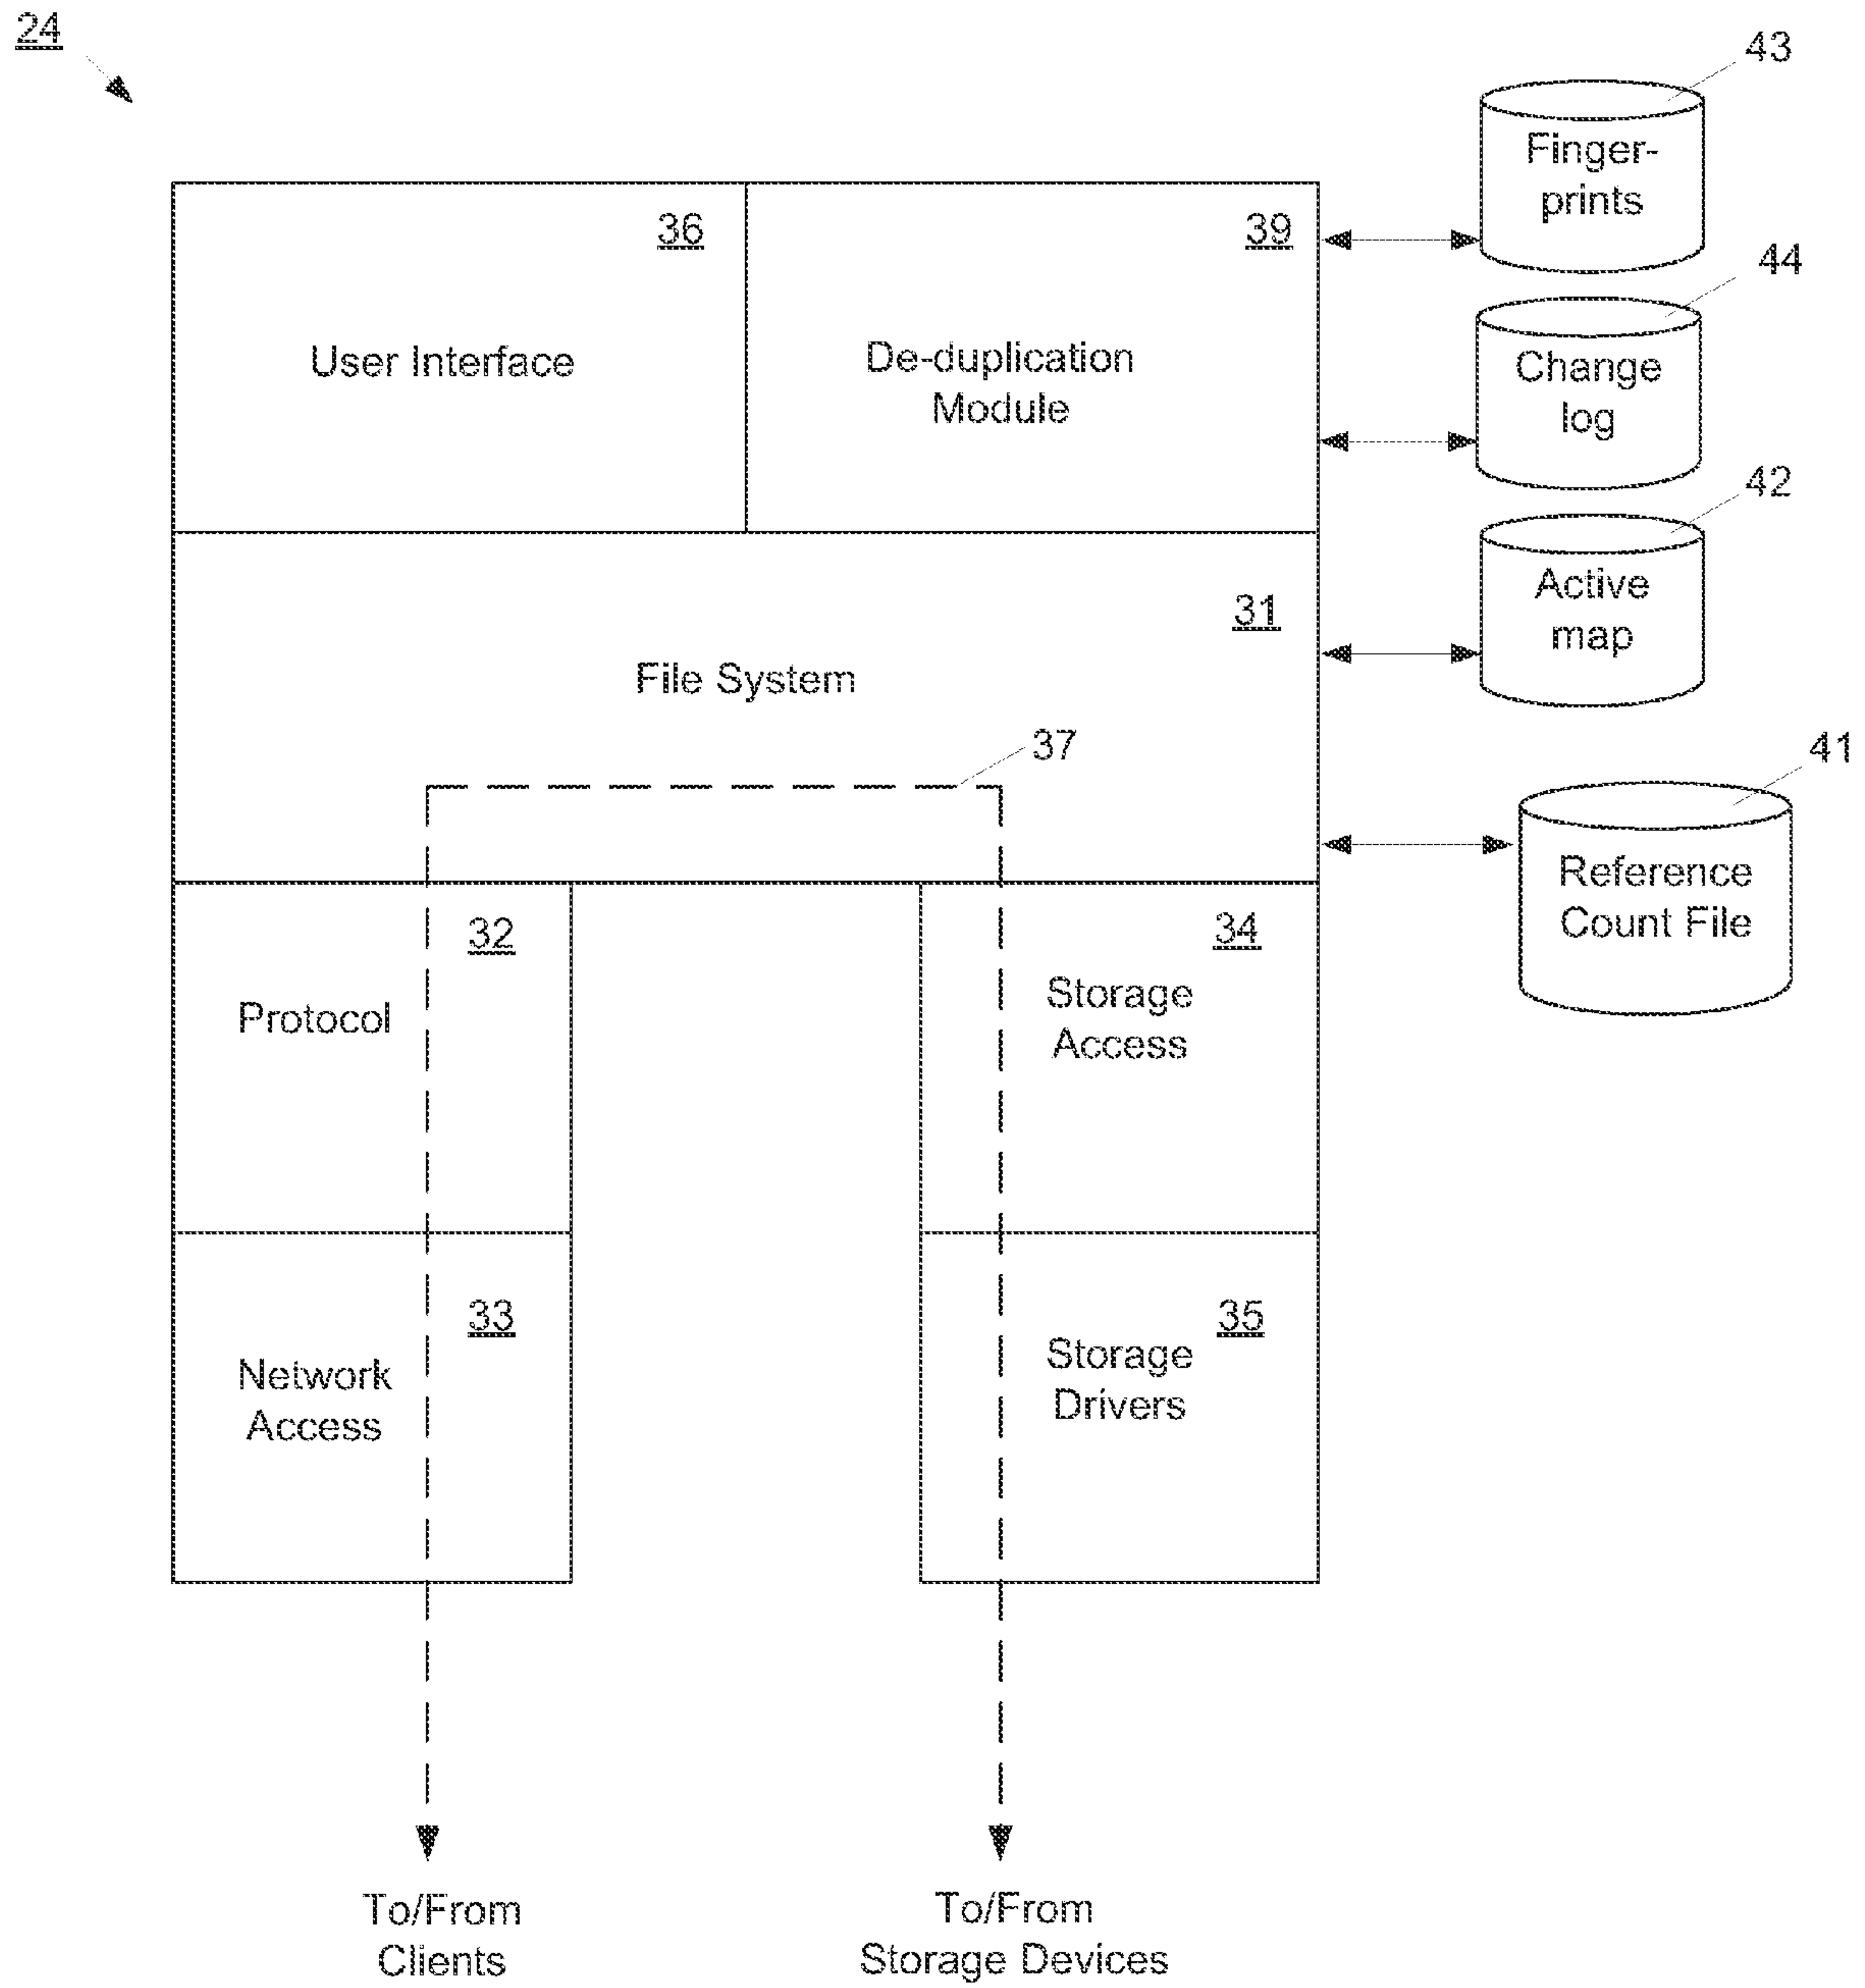 24
43
Finger-
prints
36
39
44
User Interface
De-duplication
Module
Change
log
42
Active
map
31
File System
37
41
Reference
Count File
32
34
Protocol
Storage
Access
33
35
Network
Access
Storage
Drivers
To/From
Clients
To/From
Storage Devices